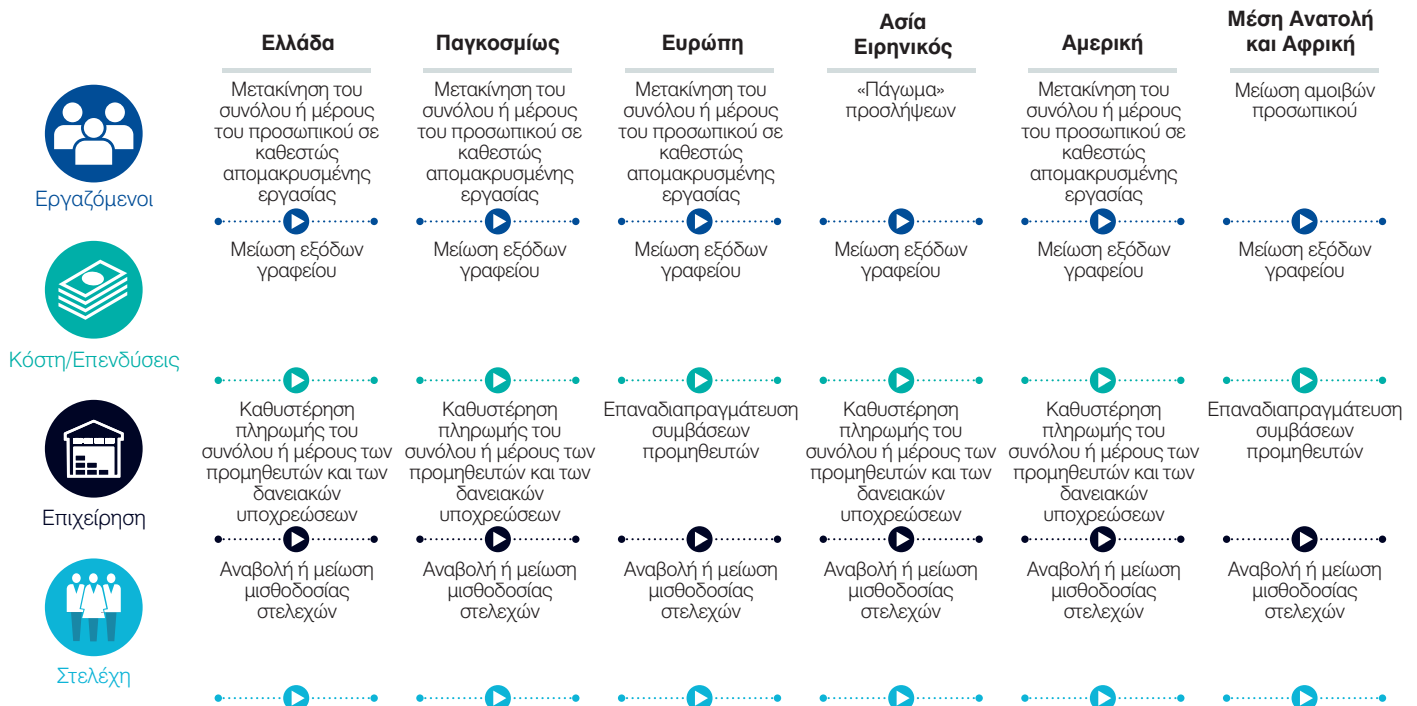 Ελλάδα
Παγκοσμίως
Ευρώπη
Ασία
Ειρηνικός
Αμερική
Μέση Ανατολή
και Αφρική
Εργαζόμενοι
Μετακίνηση του
συνόλου ή μέρους
του προσωπικού σε
καθεστώς
απομακρυσμένης
εργασίας
Μετακίνηση του
συνόλου ή μέρους
του προσωπικού σε
καθεστώς
απομακρυσμένης
εργασίας
Μετακίνηση του
συνόλου ή μέρους
του προσωπικού σε
καθεστώς
απομακρυσμένης
εργασίας
«Πάγωμα»
προσλήψεων
Μετακίνηση του
συνόλου ή μέρους
του προσωπικού σε
καθεστώς
απομακρυσμένης
εργασίας
Μείωση αμοιβών
προσωπικού
Κόστη/Επενδύσεις
Μείωση εξόδων
γραφείου
Μείωση εξόδων
γραφείου
Μείωση εξόδων
γραφείου
Μείωση εξόδων
γραφείου
Μείωση εξόδων
γραφείου
Μείωση εξόδων
γραφείου
Επιχείρηση
Καθυστέρηση
πληρωμής του
συνόλου ή μέρους των
προμηθευτών και των
δανειακών
υποχρεώσεων
Καθυστέρηση
πληρωμής του
συνόλου ή μέρους των
προμηθευτών και των
δανειακών
υποχρεώσεων
Επαναδιαπραγμάτευση
συμβάσεων
προμηθευτών
Καθυστέρηση
πληρωμής του
συνόλου ή μέρους των
προμηθευτών και των
δανειακών
υποχρεώσεων
Καθυστέρηση
πληρωμής του
συνόλου ή μέρους των
προμηθευτών και των
δανειακών
υποχρεώσεων
Επαναδιαπραγμάτευση
συμβάσεων
προμηθευτών
Στελέχη
Αναβολή ή μείωση
μισθοδοσίας
στελεχών
Αναβολή ή μείωση
μισθοδοσίας
στελεχών
Αναβολή ή μείωση
μισθοδοσίας
στελεχών
Αναβολή ή μείωση
μισθοδοσίας
στελεχών
Αναβολή ή μείωση
μισθοδοσίας
στελεχών
Αναβολή ή μείωση
μισθοδοσίας
στελεχών